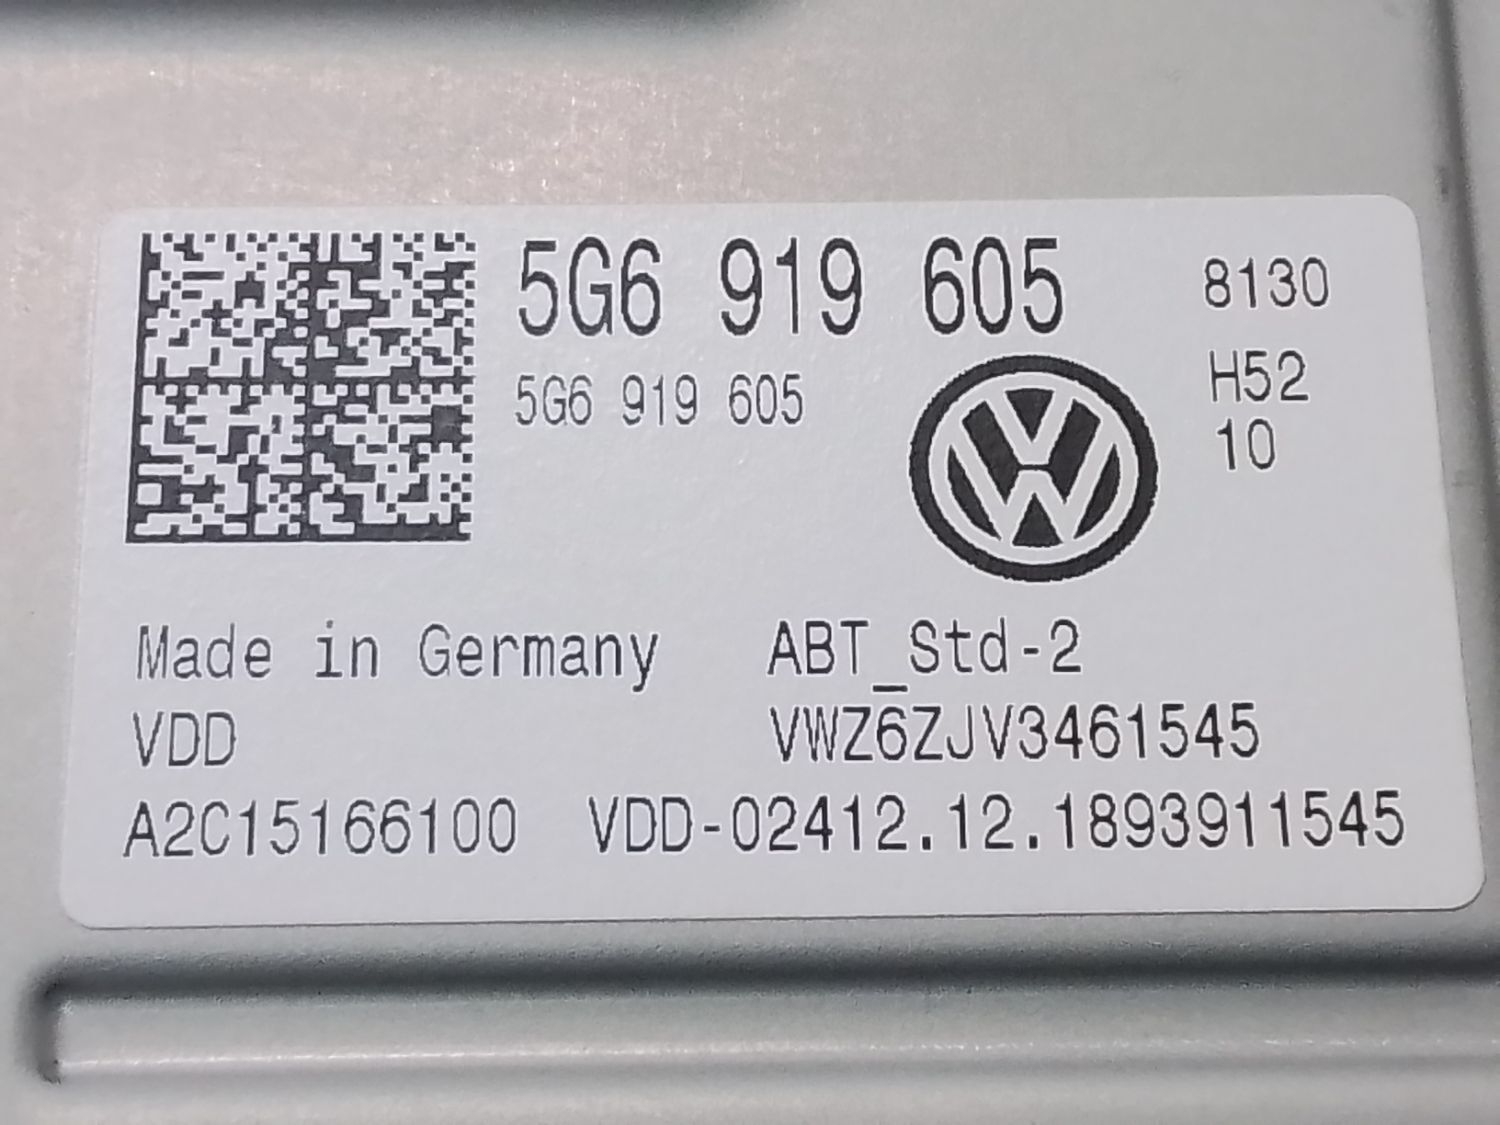 5G6 919 605 8130
5G6 919 605 H52
10
Made in Germany ABT_Std-2
VDD VWZ6ZJV3461545
A2C15166100 VDD-02412.12.1893911545